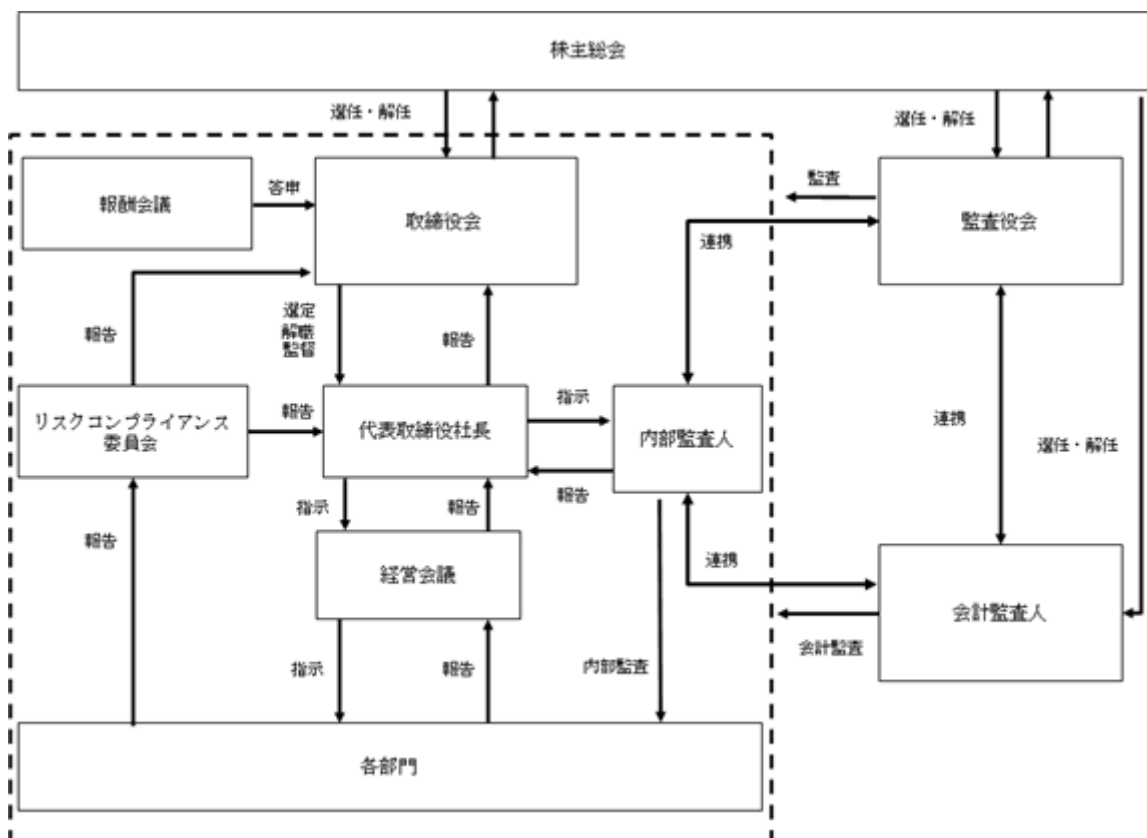 株主総会
選任・解任
選任・解任
報酬会議
答申
取締役会
監査
監査役会
連携
報告
選定
解職
監督
報告
リスクコンプライアンス
委員会
報告
代表取締役社長
指示
内部監査人
連携
選任・解任
報告
指示
報告
報告
経営会議
連携
会計監査人
会計監査
指示
報告
内部監査
各部門